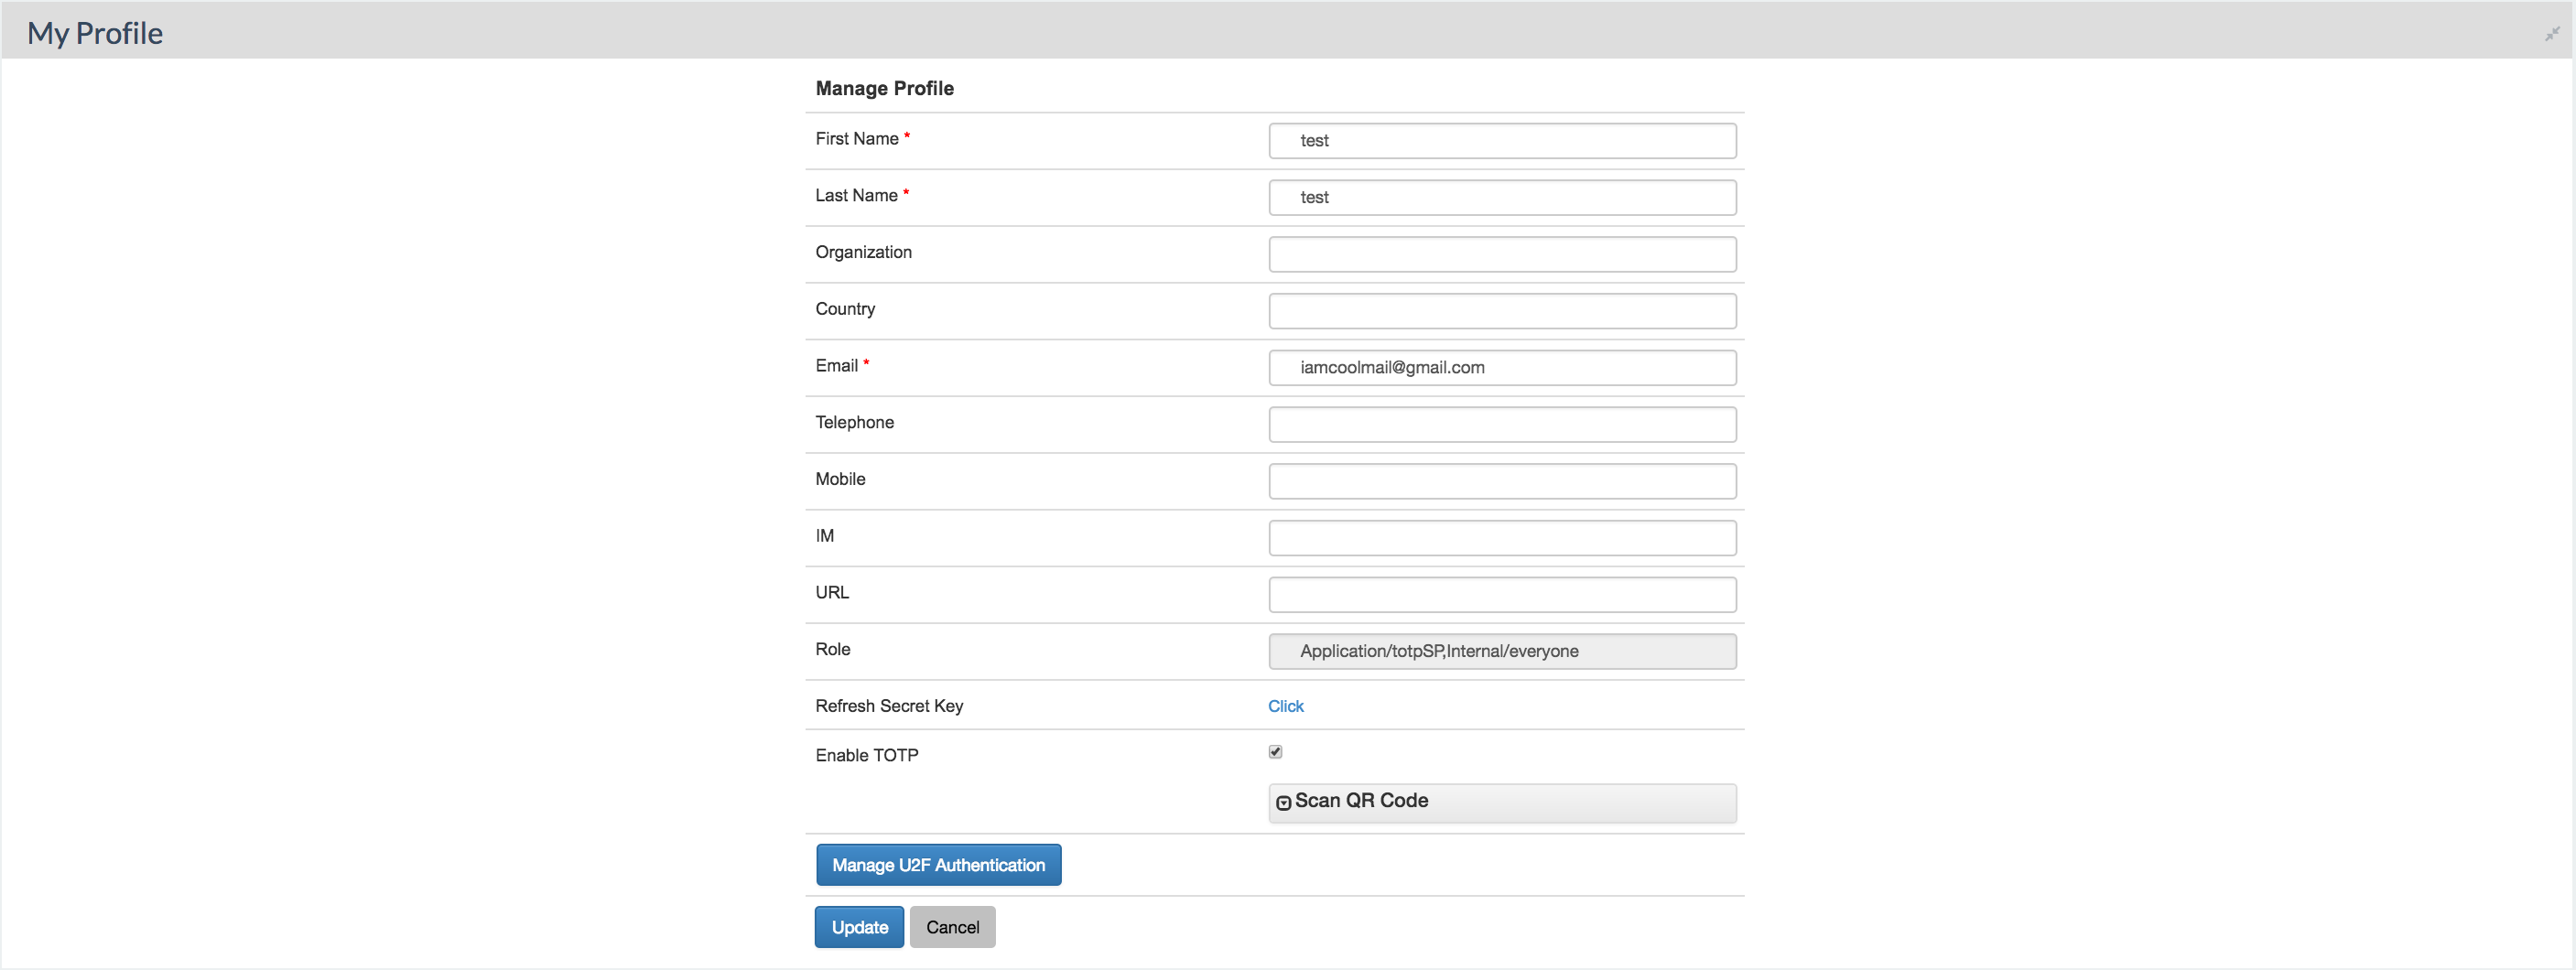 My Profile
Manage Profile
First Name * test
Last Name * test
Organization
Country
Email * iamcoolmail@gmail.com
Telephone
Mobile
IM
URL
Role Application/totpSP,Internal/everyone
Refresh Secret Key Click
Enable TOTP
Scan QR Code
Manage U2F Authentication
Update Cancel